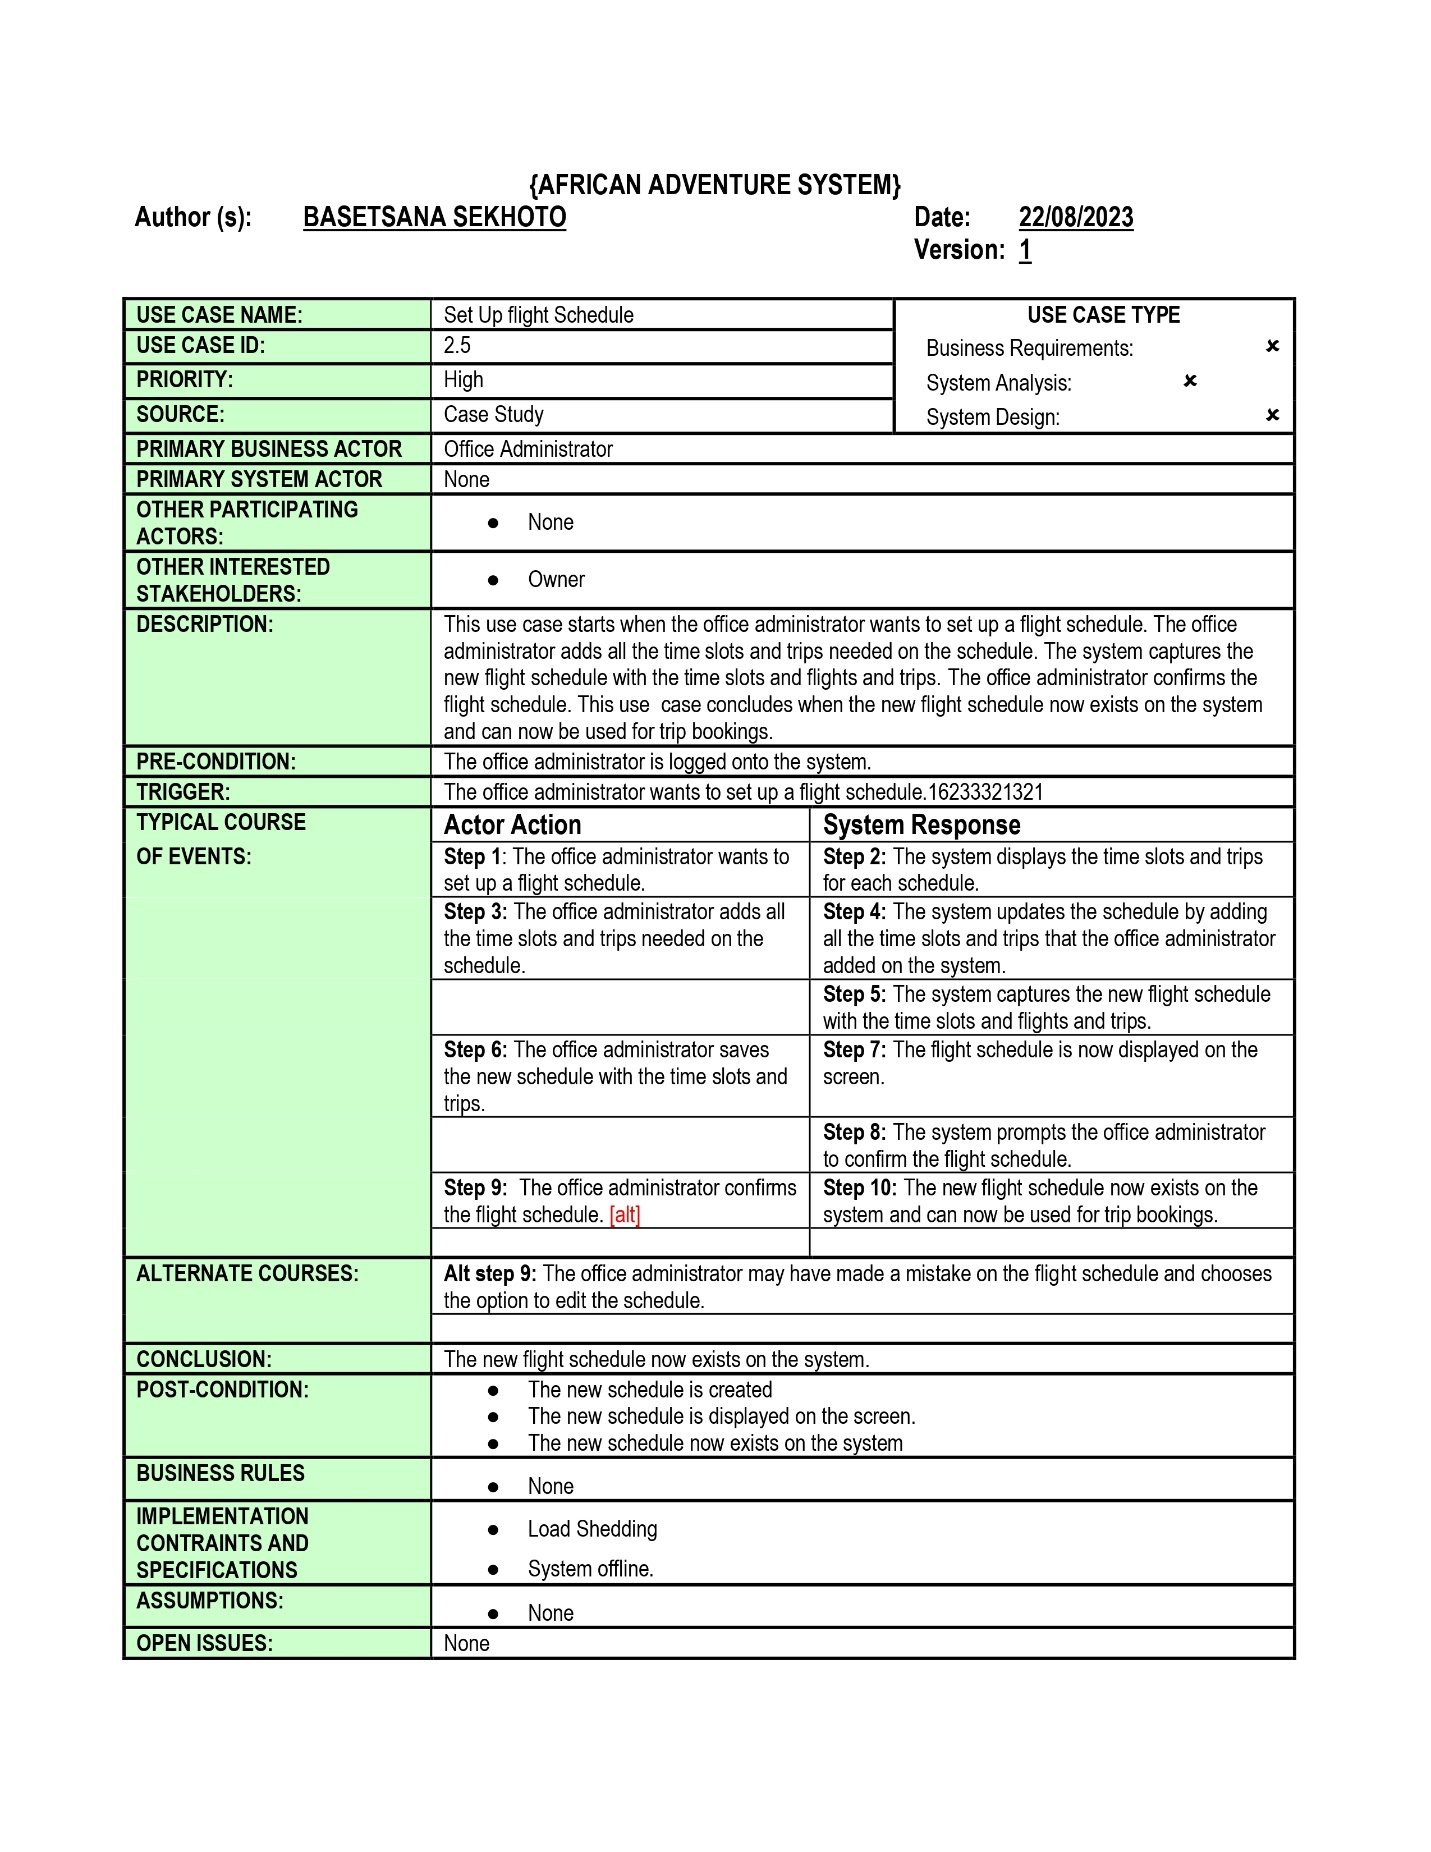 {AFRICAN ADVENTURE SYSTEM}
Author (s): BASETSANA SEKHOTO Date: 22/08/2023
Version: 1
USE CASE NAME: Set Up flight Schedule USE CASE TYPE
USE CASE ID: 2.5 Business Requirements: ×
PRIORITY: High System Analysis: ×
SOURCE: Case Study System Design: ×
PRIMARY BUSINESS ACTOR Office Administrator
PRIMARY SYSTEM ACTOR None
OTHER PARTICIPATING
ACTORS:
● None
OTHER INTERESTED
STAKEHOLDERS:
● Owner
DESCRIPTION:
This use case starts when the office administrator wants to set up a flight schedule. The office
administrator adds all the time slots and trips needed on the schedule. The system captures the
new flight schedule with the time slots and flights and trips. The office administrator confirms the
flight schedule. This use  case concludes when the new flight schedule now exists on the system
and can now be used for trip bookings.
PRE-CONDITION: The office administrator is logged onto the system.
TRIGGER: The office administrator wants to set up a flight schedule.16233321321
TYPICAL COURSE
OF EVENTS:
Actor Action
System Response
Step 1: The office administrator wants to
set up a flight schedule.
Step 2: The system displays the time slots and trips
for each schedule.
Step 3: The office administrator adds all
the time slots and trips needed on the
schedule.
Step 4: The system updates the schedule by adding
all the time slots and trips that the office administrator
added on the system.
Step 5: The system captures the new flight schedule
with the time slots and flights and trips.
Step 6: The office administrator saves
the new schedule with the time slots and
trips.
Step 7: The flight schedule is now displayed on the
screen.
Step 8: The system prompts the office administrator
to confirm the flight schedule.
Step 9:  The office administrator confirms
the flight schedule. [alt]
Step 10: The new flight schedule now exists on the
system and can now be used for trip bookings.
ALTERNATE COURSES:
Alt step 9: The office administrator may have made a mistake on the flight schedule and chooses
the option to edit the schedule.
CONCLUSION: The new flight schedule now exists on the system.
POST-CONDITION:
● The new schedule is created
● The new schedule is displayed on the screen.
● The new schedule now exists on the system
BUSINESS RULES
● None
IMPLEMENTATION
CONTRAINTS AND
SPECIFICATIONS
● Load Shedding
● System offline.
ASSUMPTIONS:
● None
OPEN ISSUES: None